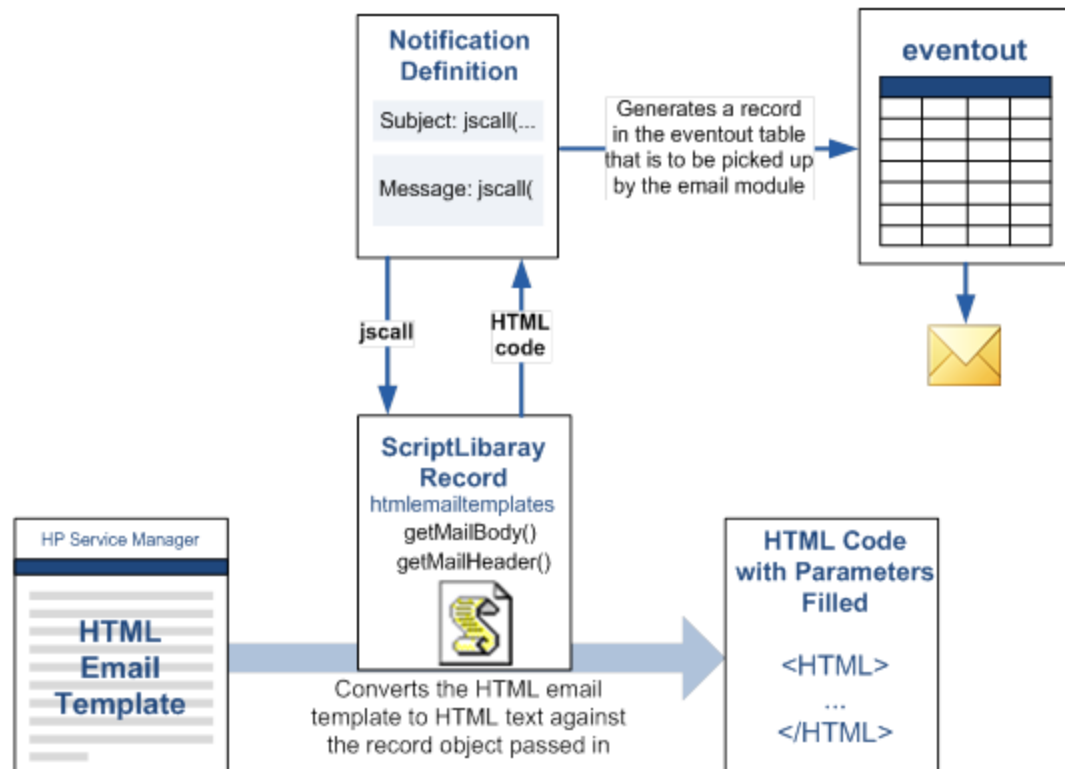 Notification
Definition
Subject: jscall(...
Message: jscall(
Generates a record
in the eventout table
that is to be picked up
by the email module
eventout
jscall
HTML
code
ScriptLibaray
Record
htmlemailtemplates
getMailBody()
getMailHeader()
HP Service Manager
HTML
Email
Template
Converts the HTML email
template to HTML text against
the record object passed in
HTML Code
with Parameters
Filled
<HTML>
...
</HTML>